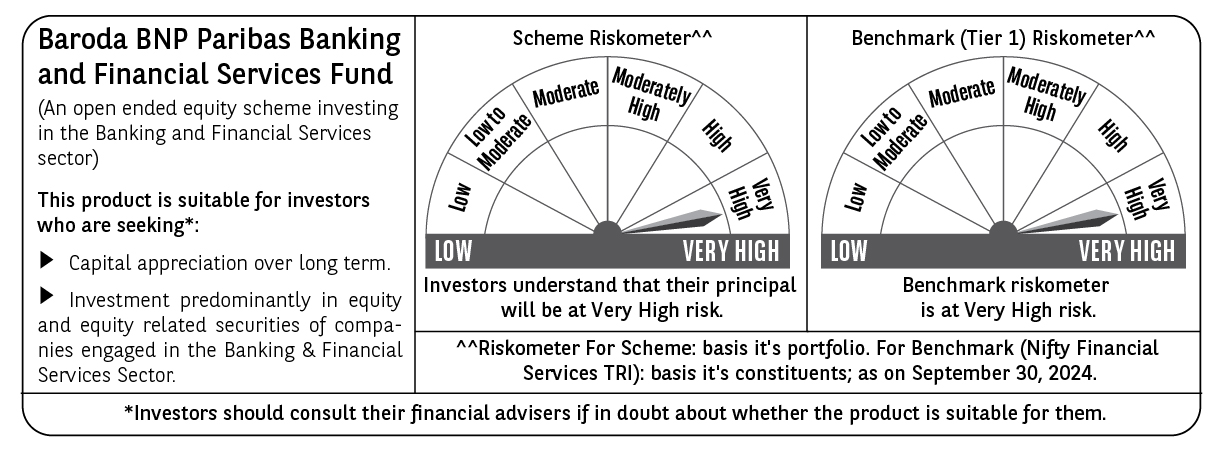 Baroda BNP Paribas Banking
and Financial Services Fund
(An open ended equity scheme investing
in the Banking and Financial Services
sector)
This product is suitable for investors
who are seeking*:
Capital appreciation over long term.
Investment predominantly in equity
and equity related securities of compa-
nies engaged in the Banking & Financial
Services Sector.
Scheme Riskometer^^
Low
Low to
Moderate
Moderate
Moderately
High
High
Very
High
LOW VERY HIGH
Investors understand that their principal
will be at Very High risk.
Benchmark (Tier 1) Riskometer^^
Low
Low to
Moderate
Moderate
Moderately
High
High
Very
High
LOW VERY HIGH
Benchmark riskometer
is at Very High risk.
^^Riskometer For Scheme: basis it's portfolio. For Benchmark (Nifty Financial
Services TRI): basis it's constituents; as on September 30, 2024.
*Investors should consult their financial advisers if in doubt about whether the product is suitable for them.